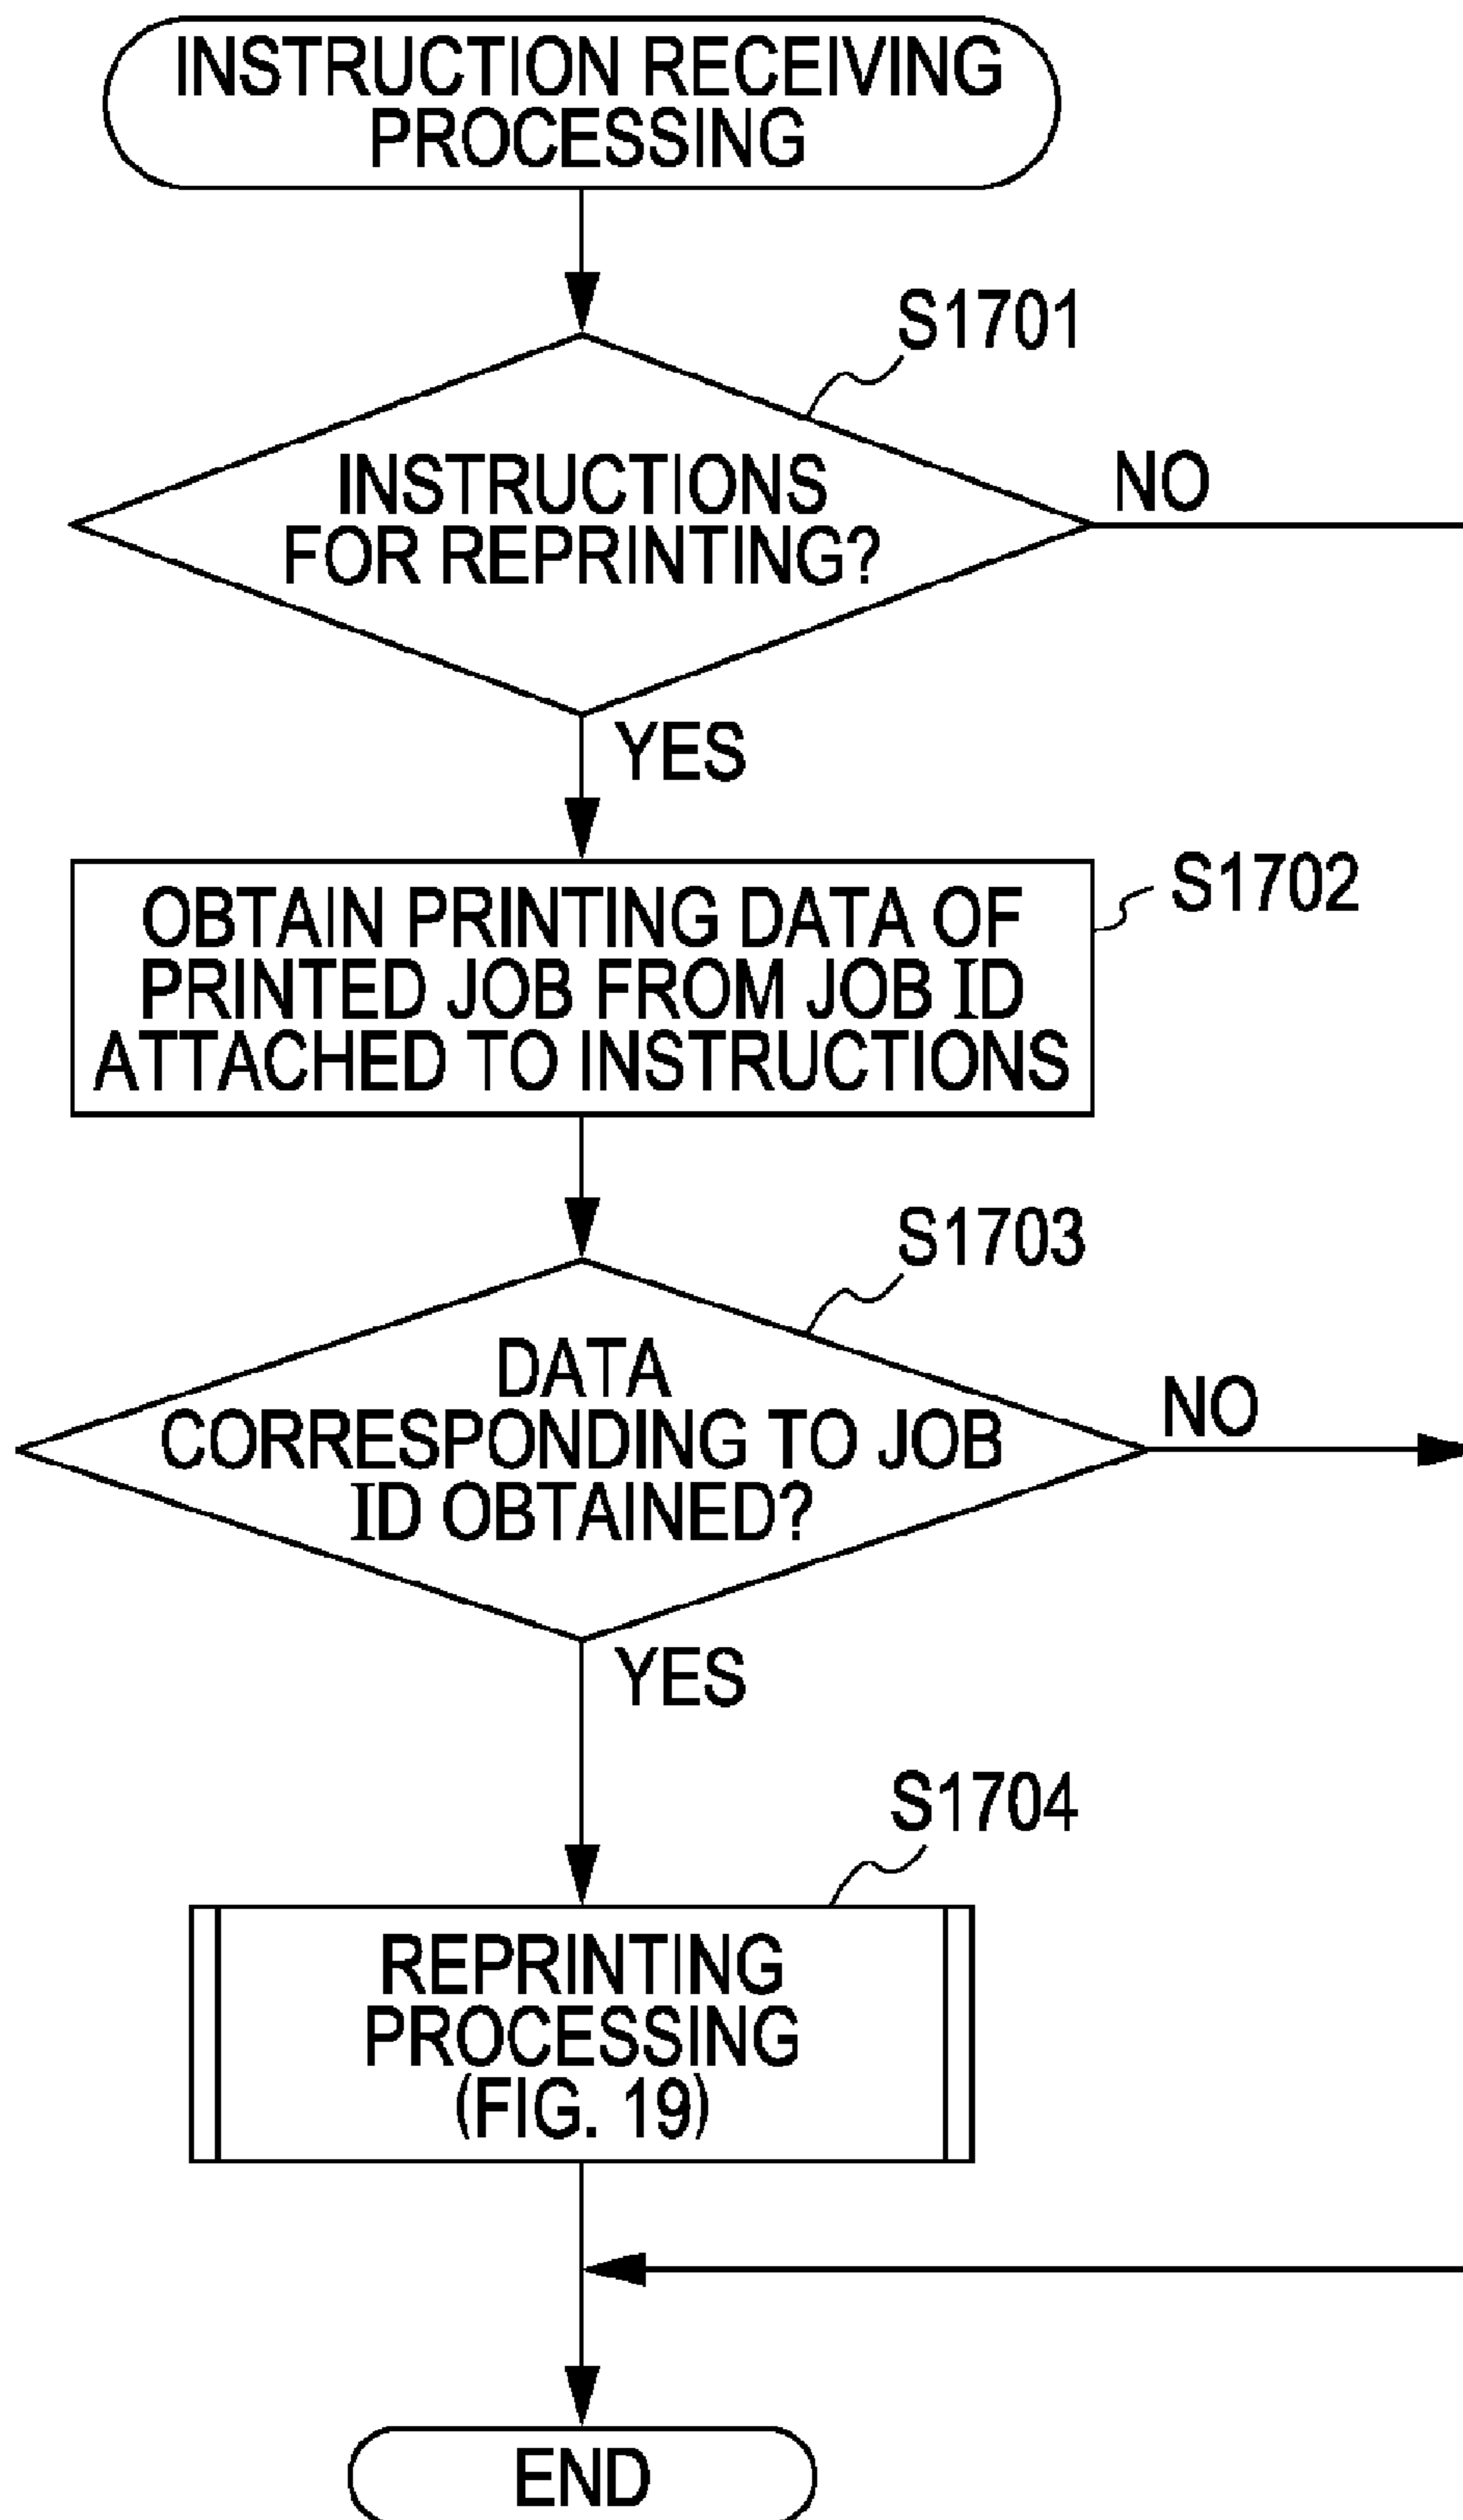 INSTRUCTION RECEIVING
PROCESSING
S1701
INSTRUCTIONS
FOR REPRINTING?
NO
YES
S1702
OBTAIN PRINTING DATA OF
PRINTED JOB FROM JOB ID
ATTACHED TO INSTRUCTIONS
S1703
DATA
CORRESPONDING TO JOB
ID OBTAINED?
NO
YES
S1704
REPRINTING
PROCESSING
(FIG. 19)
END